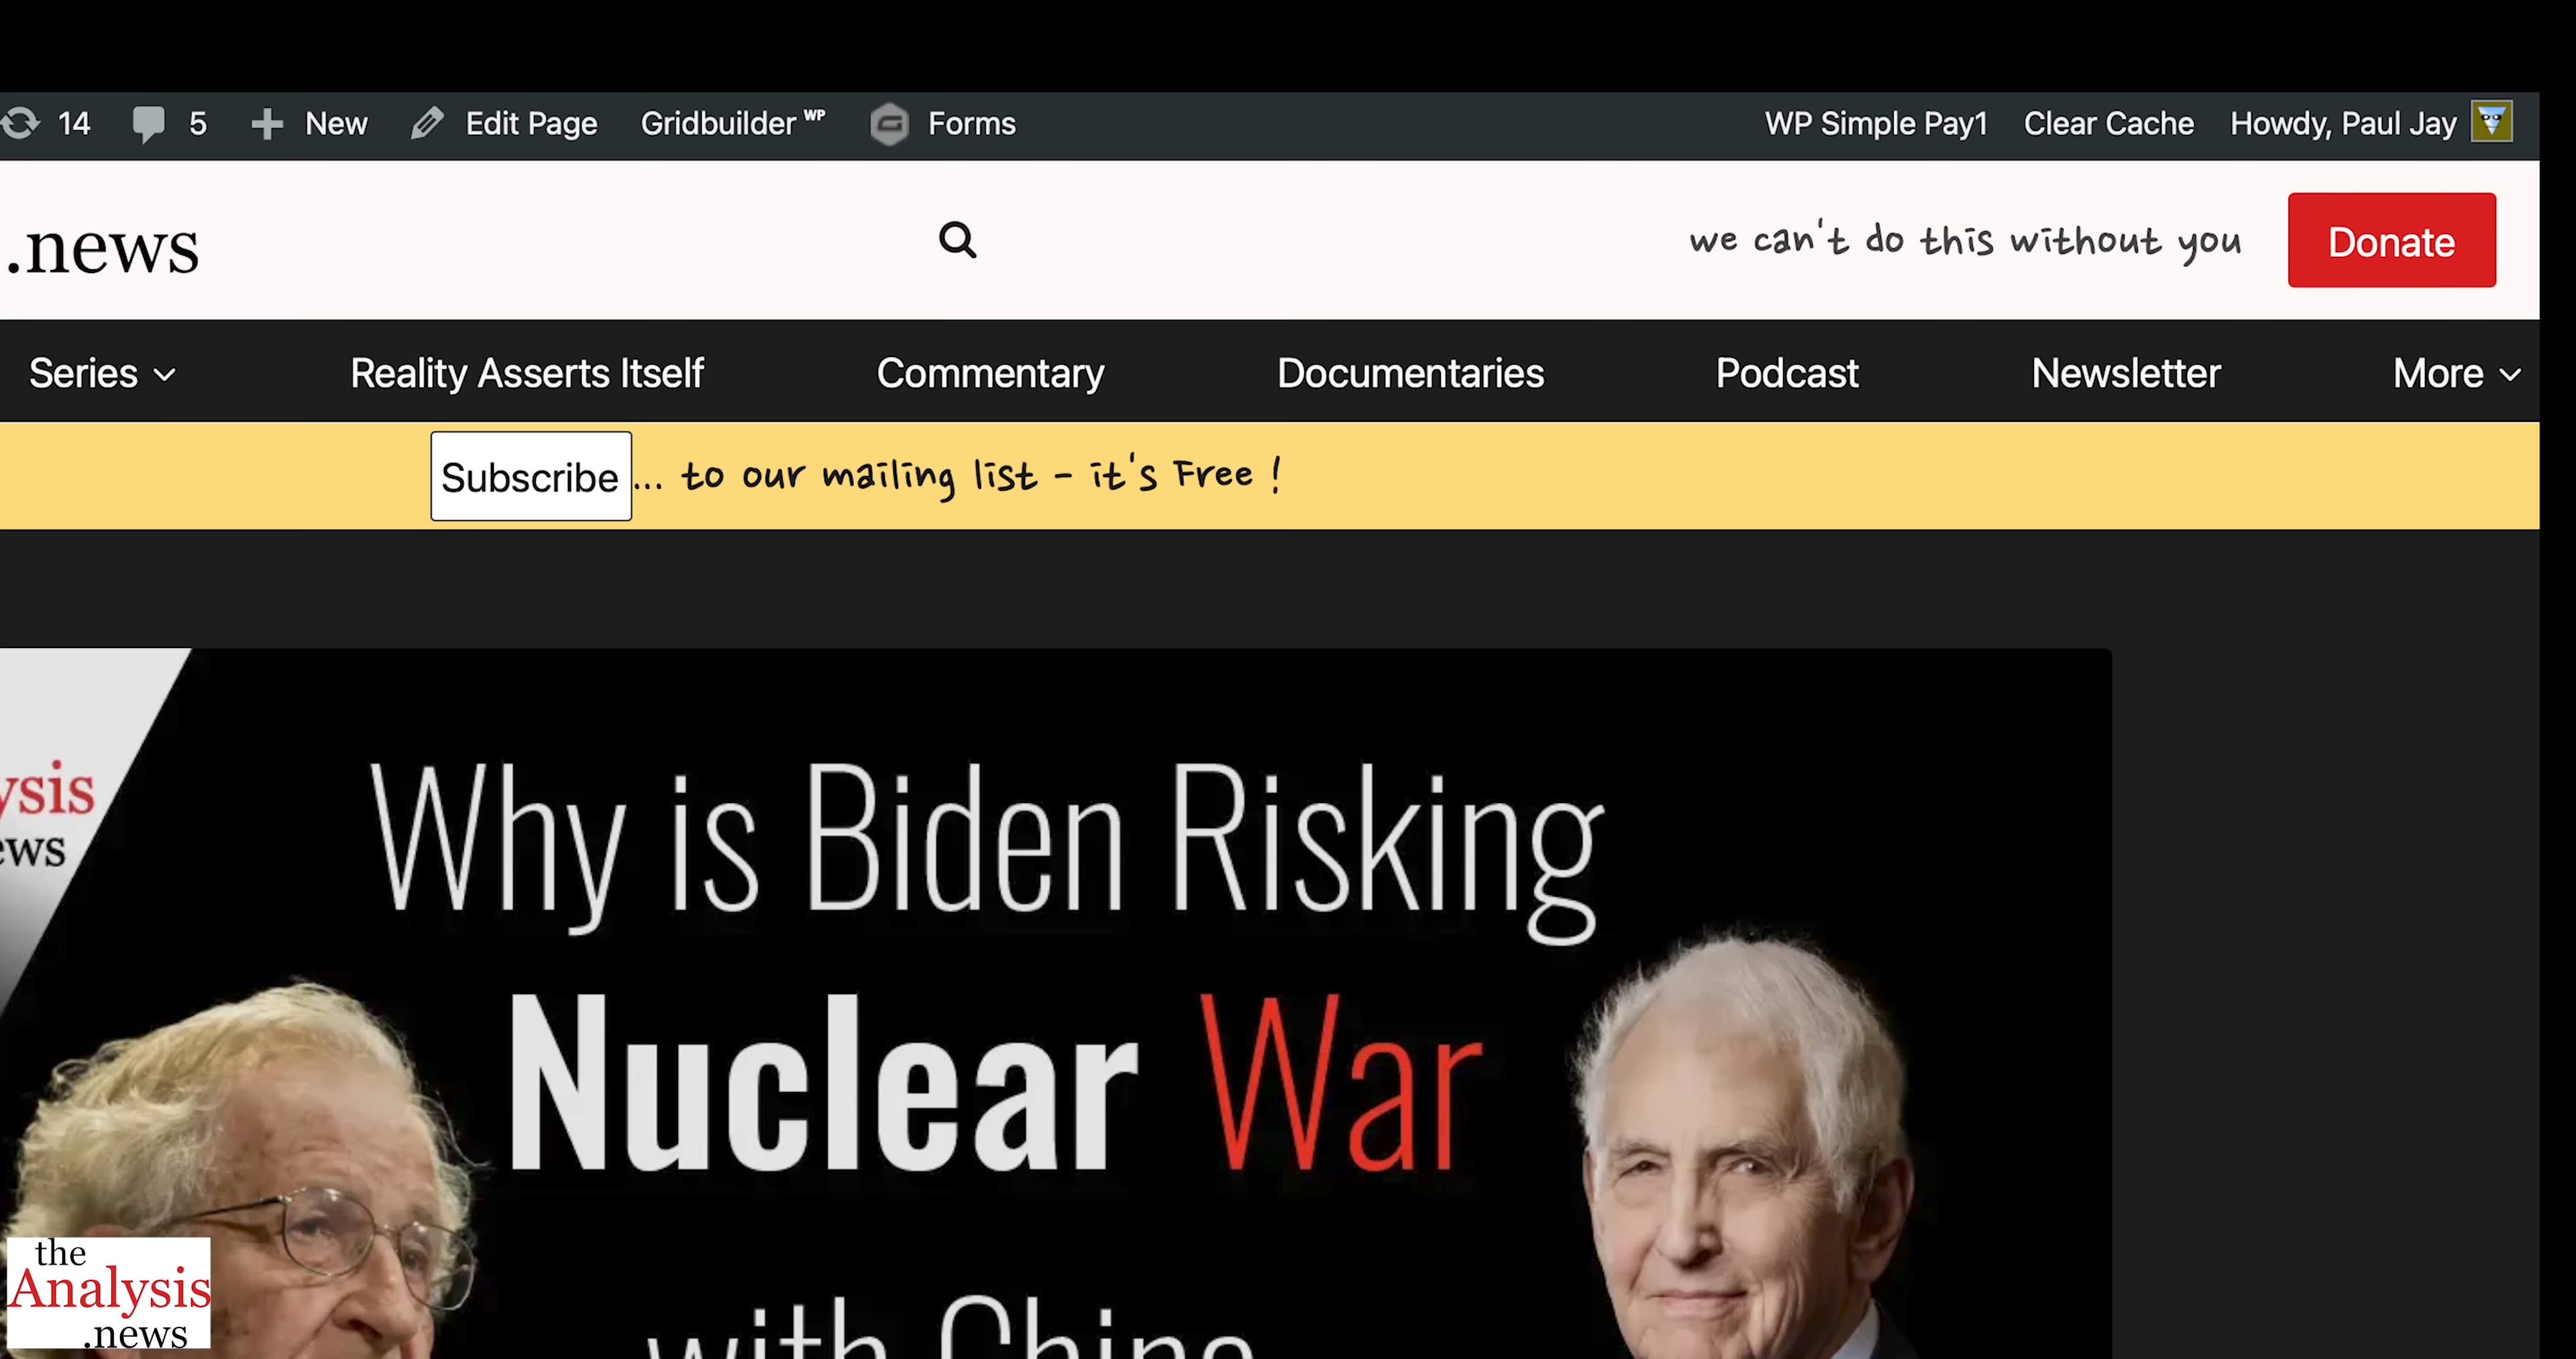 14 5 New Edit Page Gridbuilder WP Forms WP Simple Pay1 Clear Cache Howdy, Paul Jay
.news we can't do this without you Donate
Series Reality Asserts Itself Commentary Documentaries Podcast Newsletter More
Subscribe ... to our mailing list - it's Free !
ysis
ews
Why is Biden Risking
Nuclear War
with China
the
Analysis
.news